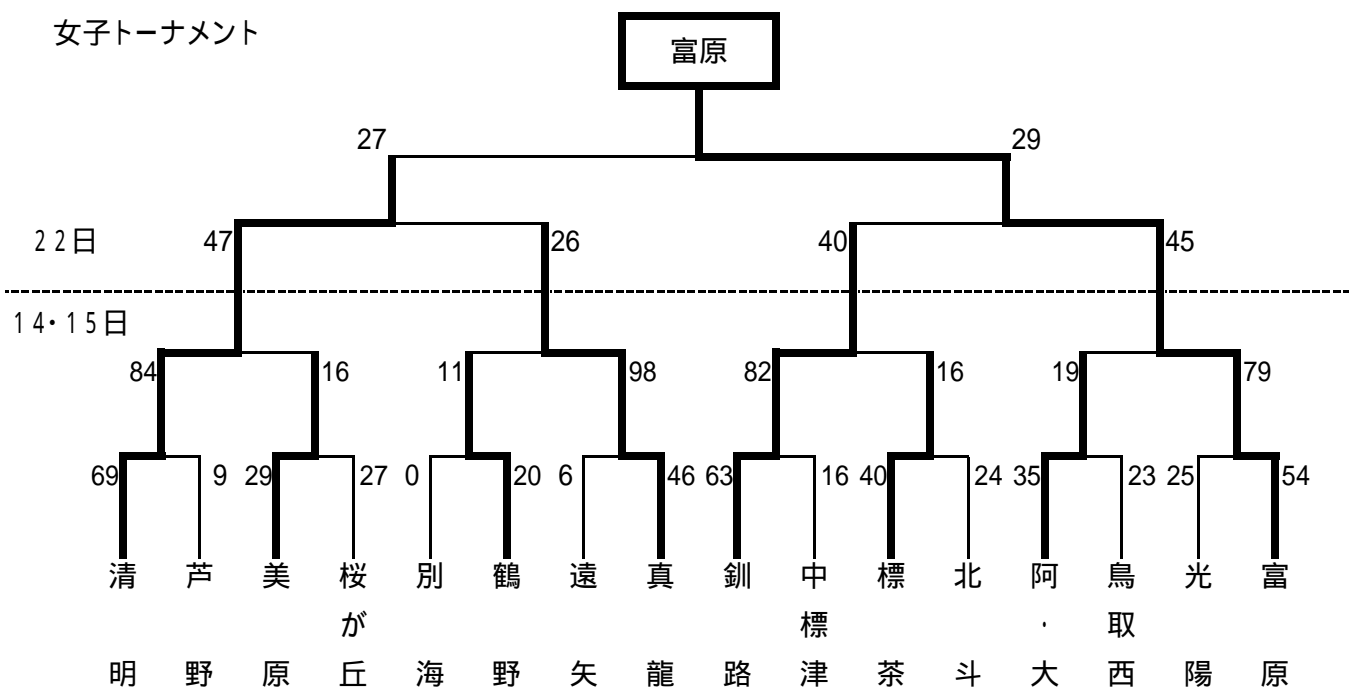 女子トーナメント
富原
27 29
22日 47 26 40 45
14・15日
84 16 11 98 82 16 19 79
69 9 29 27 0 20 6 46 63 16 40 24 35 23 25 54
清明
芦野
美原
桜が丘
別海
鶴野
遠矢
真龍
釧路
中標津
標茶
北斗
阿・大
鳥取西
光陽
富原